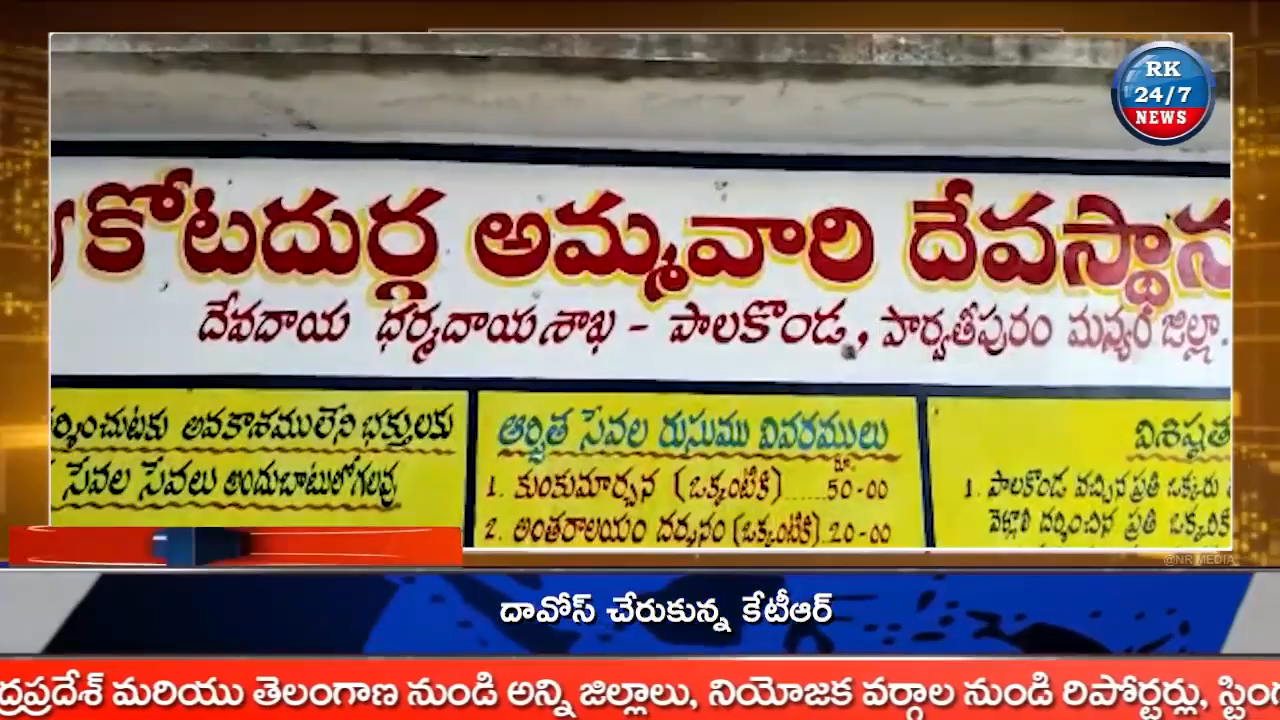 RK
24/7
NEWS
కోటదుర్గ అమ్మవారి దేవస్థాన
దేవదాయ ధర్మదాయశాఖ - పాలకొండ, పార్వతీపురం మన్యం జిల్లా.
ర్శించుటకు అవకాశములేని భక్తులకు
సేవల సేవలు అందుబాటులోగలవు
ఆర్జిత సేవల రుసుము వివరమ్ములు
Rs.
1. కుంకుమార్చన (ఒక్కంటికి)......50-00
2. అంతరాలయం దర్శనం (ఒక్కంటికి).20-00
విశిష్టత
1. పాలకొండ వచ్చిన ప్రతి ఒక్కరు
వెళ్లాలి దర్శించిన ప్రతి ఒక్కరికి
@NR MEDIA
దావోస్ చేరుకున్న కేటీఆర్
ద్రప్రదేశ్ మరియు తెలంగాణ నుండి అన్ని జిల్లాలు, నియోజక వర్గాల నుండి రిపోర్టర్లు, స్టింగ